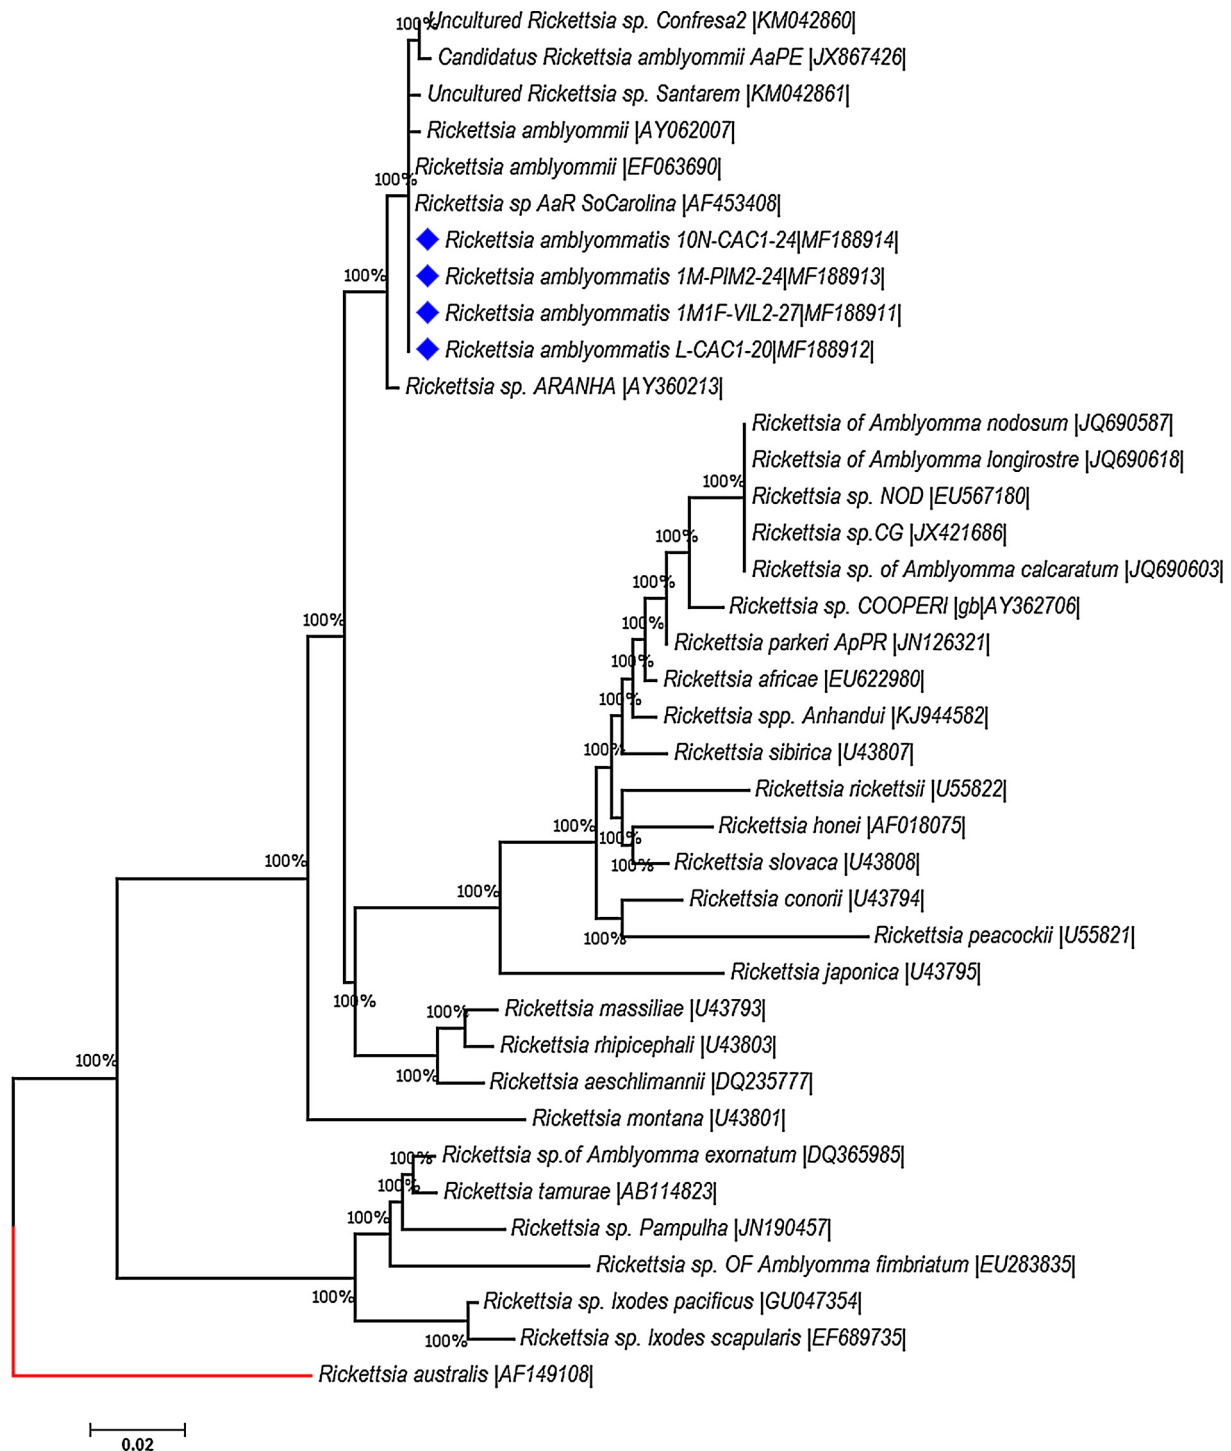 100%
Uncultured Rickettsia sp. Confresa2 |KM042860|
Candidatus Rickettsia amblyommii AaPE |JX867426|
Uncultured Rickettsia sp. Santarem |KM042861|
Rickettsia amblyommii |AY062007|
Rickettsia amblyommii |EF063690|
100%
Rickettsia sp AaR SoCarolina |AF453408|
Rickettsia amblyommatis 10N-CAC1-24|MF188914|
100%
Rickettsia amblyommatis 1M-PIM2-24|MF188913|
Rickettsia amblyommatis 1M1F-VIL2-27|MF188911|
Rickettsia amblyommatis L-CAC1-20|MF188912|
Rickettsia sp. ARANHA |AY360213|
Rickettsia of Amblyomma nodosum |JQ690587|
Rickettsia of Amblyomma longirostre |JQ690618|
100%
Rickettsia sp. NOD |EU567180|
Rickettsia sp.CG |JX421686|
100%
Rickettsia sp. of Amblyomma calcaratum |JQ690603|
100%
Rickettsia sp. COOPERI |gb|AY362706|
100%
100%
Rickettsia parkeri ApPR |JN126321|
100%
Rickettsia africae |EU622980|
100%
Rickettsia spp. Anhandui |KJ944582|
100%
Rickettsia sibirica |U43807|
Rickettsia rickettsii |U55822|
100%
Rickettsia honei |AF018075|
100%
100%
100%
Rickettsia slovaca |U43808|
100%
Rickettsia conorii |U43794|
100%
Rickettsia peacockii |U55821|
Rickettsia japonica |U43795|
100%
100%
Rickettsia massiliae |U43793|
Rickettsia rhipicephali |U43803|
100%
100%
Rickettsia aeschlimannii |DQ235777|
Rickettsia montana |U43801|
100%
Rickettsia sp.of Amblyomma exornatum |DQ365985|
100%
Rickettsia tamurae |AB114823|
100%
Rickettsia sp. Pampulha |JN190457|
Rickettsia sp. OF Amblyomma fimbriatum |EU283835|
100%
Rickettsia sp. Ixodes pacificus |GU047354|
100%
Rickettsia sp. Ixodes scapularis |EF689735|
Rickettsia australis |AF149108|
0.02